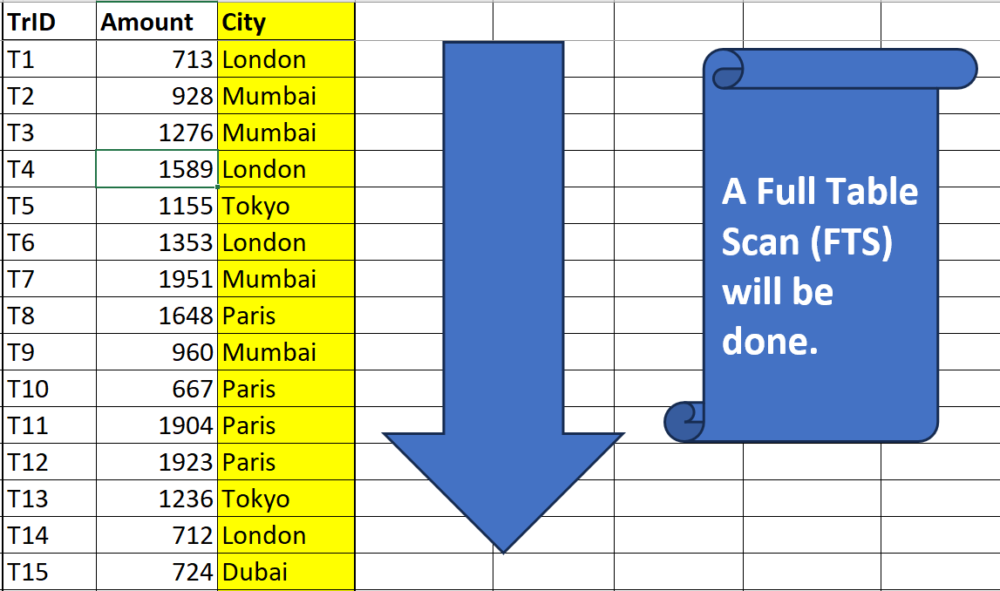 TrID Amount City
T1 713 London
T2 928 Mumbai
T3 1276 Mumbai
T4 1589 London
T5 1155 Tokyo
T6 1353 London
T7 1951 Mumbai
T8 1648 Paris
T9 960 Mumbai
T10 667 Paris
T11 1904 Paris
T12 1923 Paris
T13 1236 Tokyo
T14 712 London
T15 724 Dubai
A Full Table
Scan (FTS)
will be
done.